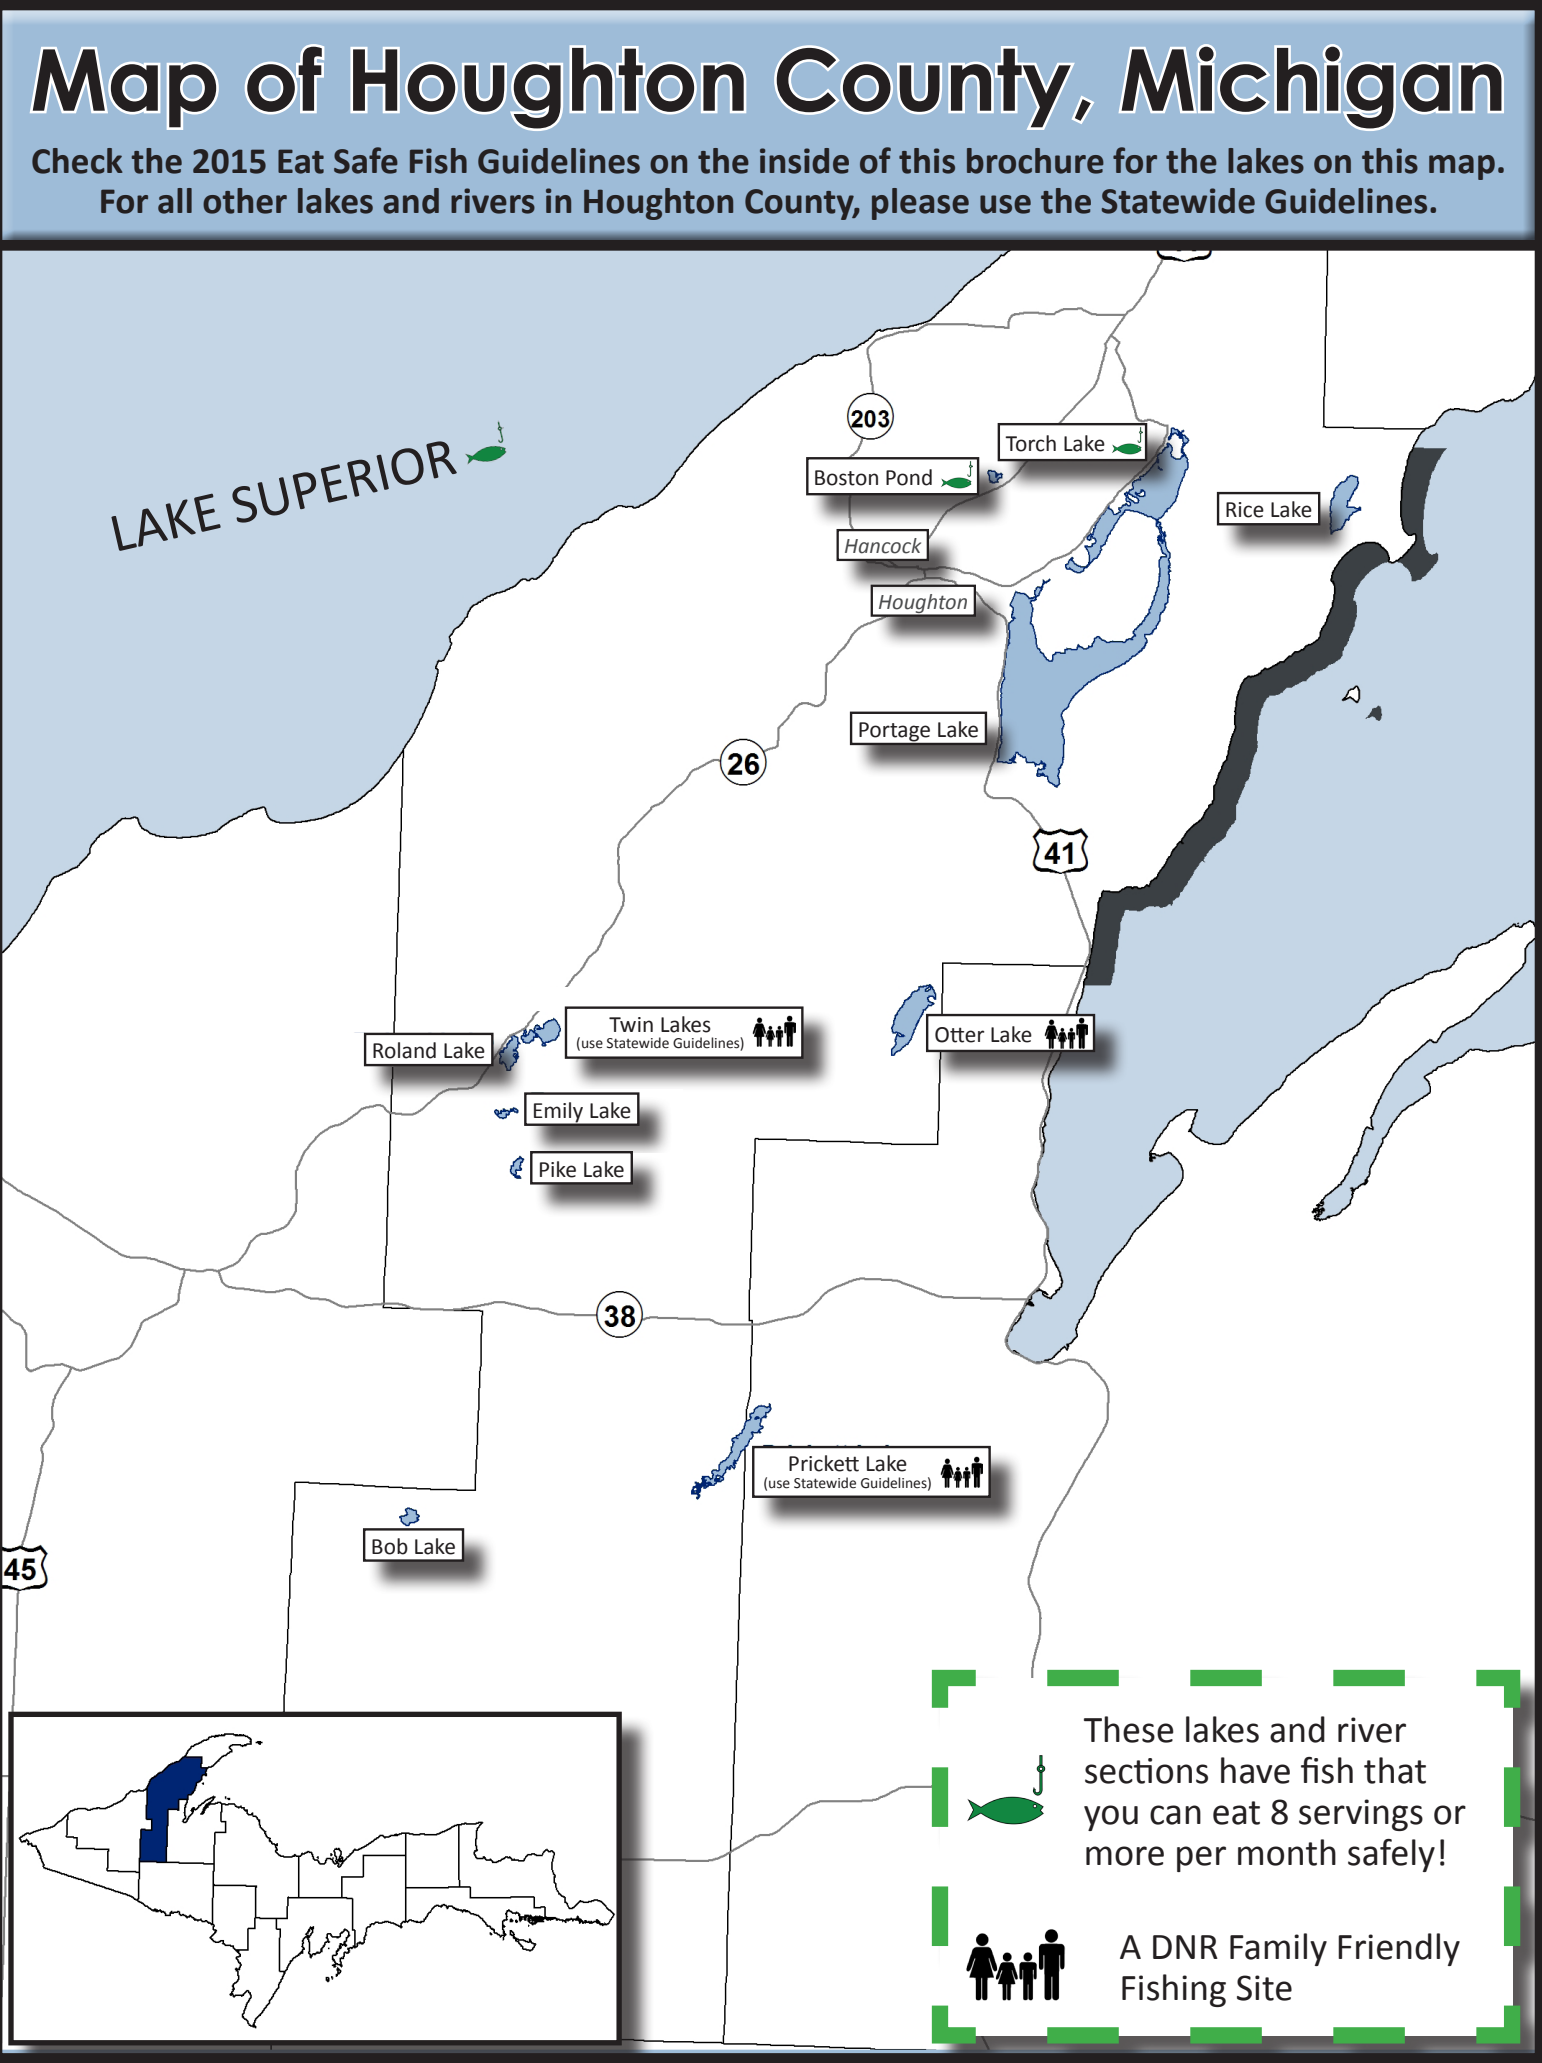 Map of Houghton County, Michigan
Check the 2015 Eat Safe Fish Guidelines on the inside of this brochure for the lakes on this map.
For all other lakes and rivers in Houghton County, please use the Statewide Guidelines.
LAKE SUPERIOR
203
Torch Lake
Boston Pond
Rice Lake
Hancock
Houghton
Portage Lake
26
41
Twin Lakes
(use Statewide Guidelines)
Otter Lake
Roland Lake
Emily Lake
Pike Lake
38
Prickett Lake
(use Statewide Guidelines)
Bob Lake
45
These lakes and river
sections have fish that
you can eat 8 servings or
more per month safely!
A DNR Family Friendly
Fishing Site